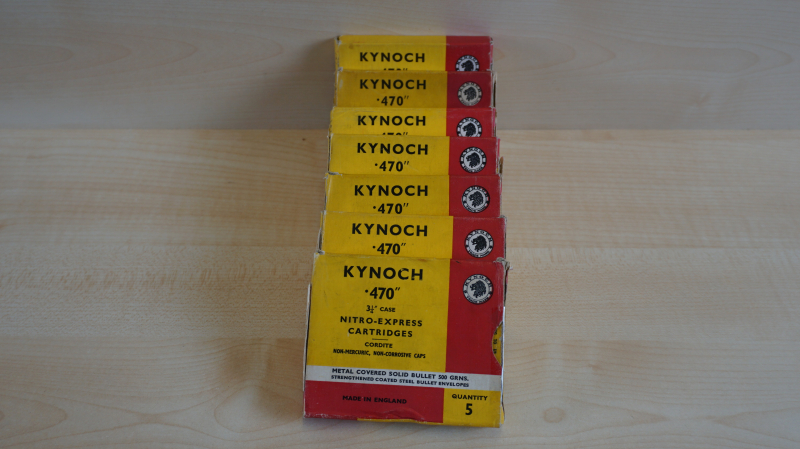 KYNOCH
KYNOCH
·470"
KYNOCH
KYNOCH
·470"
KYNOCH
·470"
KYNOCH
·470"
KYNOCH
·470"
3¼" CASE
NITRO-EXPRESS
CARTRIDGES
CORDITE
NON-MERCURIC, NON-CORROSIVE CAPS
METAL COVERED SOLID BULLET 500 GRNS.
STRENGTHENED COATED STEEL BULLET ENVELOPES
MADE IN ENGLAND
QUANTITY
5